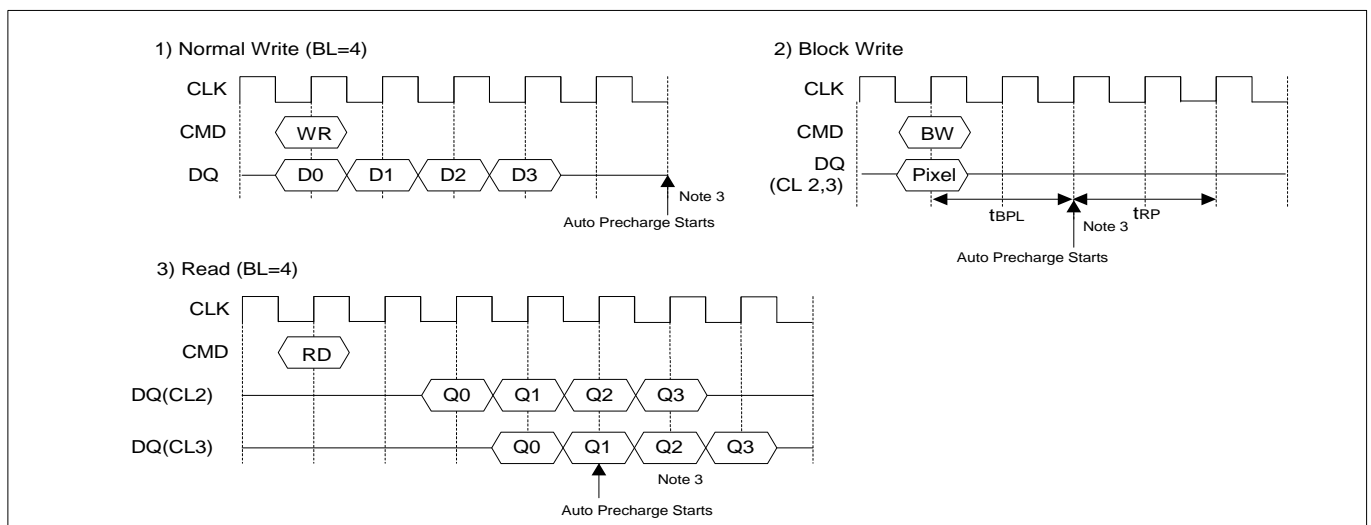 1) Normal Write (BL=4)
CLK
CMD
WR
DQ
D0 D1 D2 D3
Note 3
Auto Precharge Starts
2) Block Write
CLK
CMD
BW
DQ
(CL 2,3)
Pixel
tBPL tRP
Note 3
Auto Precharge Starts
3) Read (BL=4)
CLK
CMD
RD
DQ(CL2)
Q0 Q1 Q2 Q3
DQ(CL3)
Q0 Q1 Q2 Q3
Note 3
Auto Precharge Starts